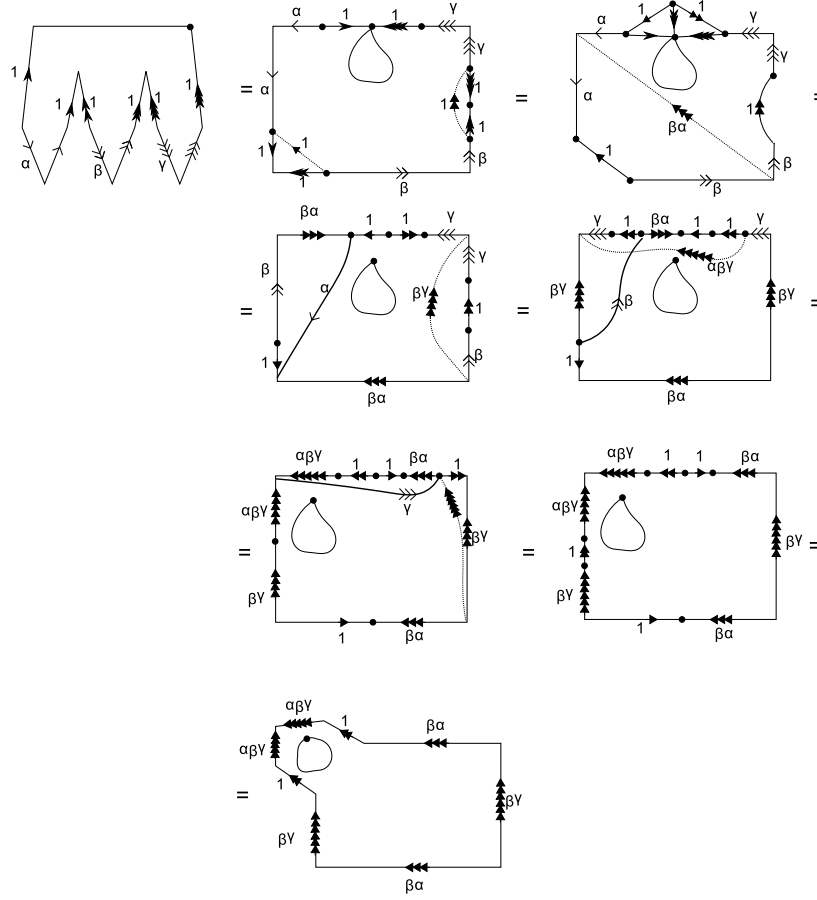 α 1 γ
1 1 1 1 1 1 γ
= α 1 =
1 1 1 βα 1 =
α β γ β 1 1 β
1 β β
βα 1 1 γ γ 1 βα 1 1 γ
β α βγ γ 1 βγ β αβγ βγ
= 1 β = 1 =
βα βα
αβγ 1 1 βα 1 αβγ 1 1 βα
αβγ γ βγ αβγ βγ
= βγ = 1 βγ =
1 βα 1 βα
αβγ 1 βα
αβγ 1 βγ
= βγ
βα